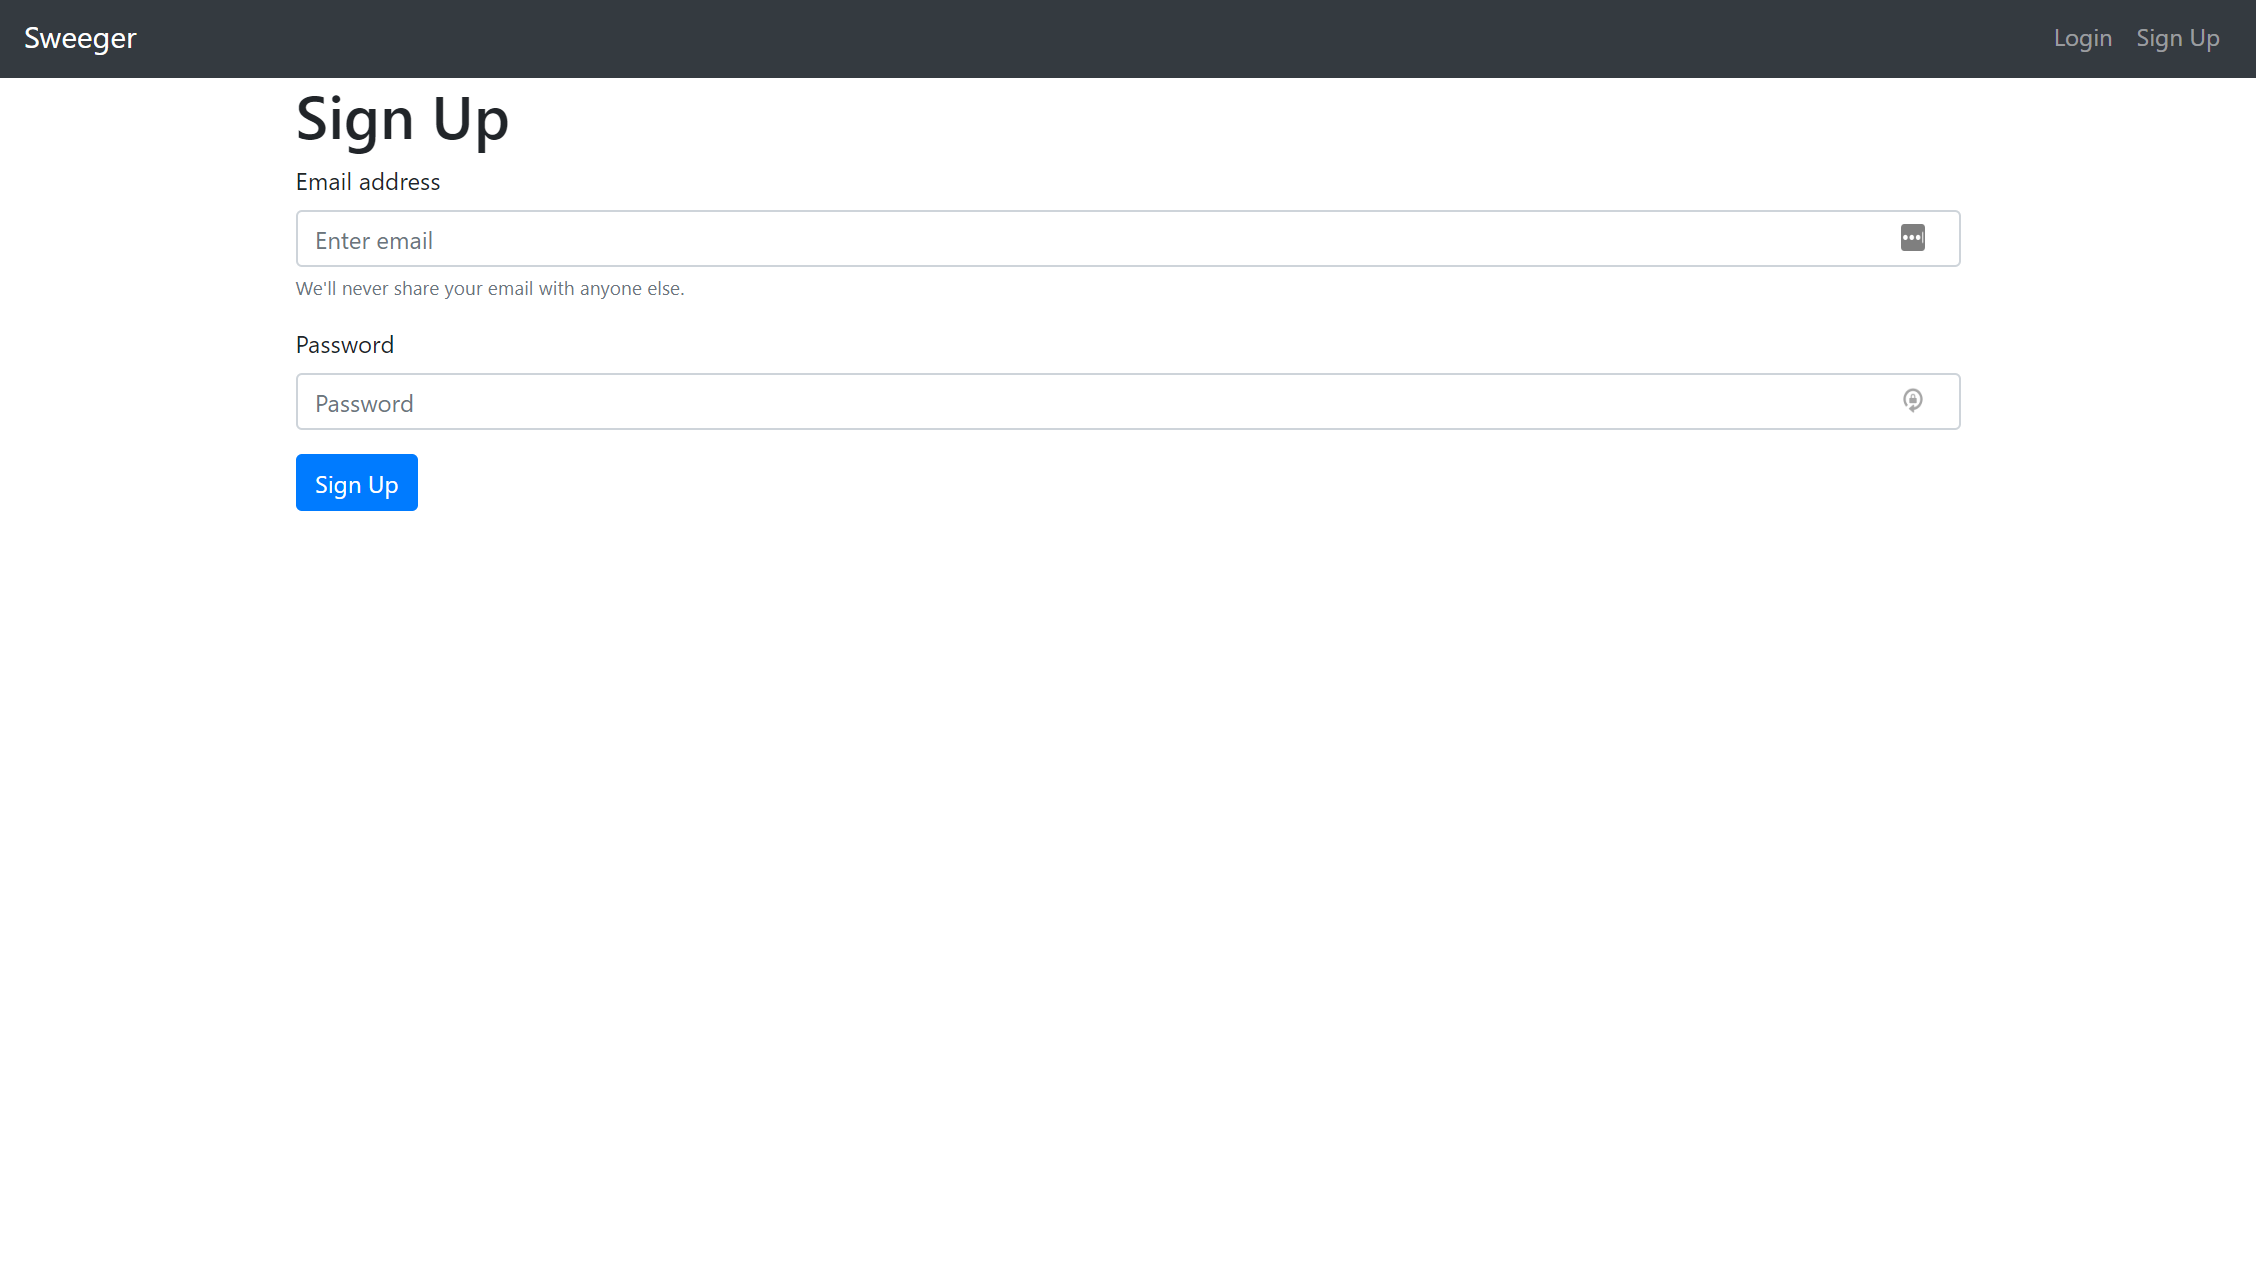 Sweeger
Login Sign Up
Sign Up
Email address
Enter email
We'll never share your email with anyone else.
Password
Password
Sign Up